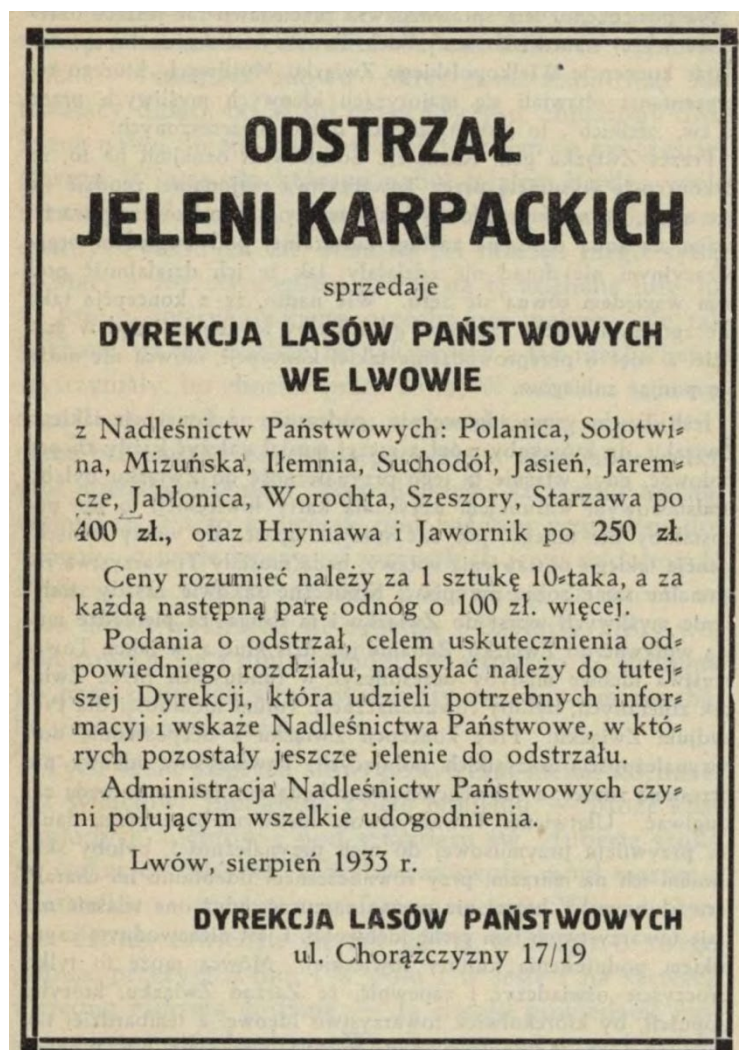 ODSTRZAŁ
JELENI KARPACKICH
sprzedaje
DYREKCJA LASÓW PAŃSTWOWYCH
WE LWOWIE
z Nadleśnictw Państwowych: Polanica, Sołotwi-
na, Mizuńska, Iłemnia, Suchodół, Jasień, Jarem-
cze, Jabłonica, Worochta, Szeszory, Starzawa po
400 zł., oraz Hryniawa i Jawornik po 250 zł.
Ceny rozumieć należy za 1 sztukę 10-taka, a za
każdą następną parę odnóg o 100 zł. więcej.
Podania o odstrzał, celem uskutecznienia od-
powiedniego rozdziału, nadsyłać należy do tutej-
szej Dyrekcji, która udzieli potrzebnych infor-
macyj i wskaże Nadleśnictwa Państwowe, w któ-
rych pozostały jeszcze jelenie do odstrzału.
Administracja Nadleśnictw Państwowych czy-
ni polującym wszelkie udogodnienia.
Lwów, sierpień 1933 r.
DYREKCJA LASÓW PAŃSTWOWYCH
ul. Chorążczyzny 17/19